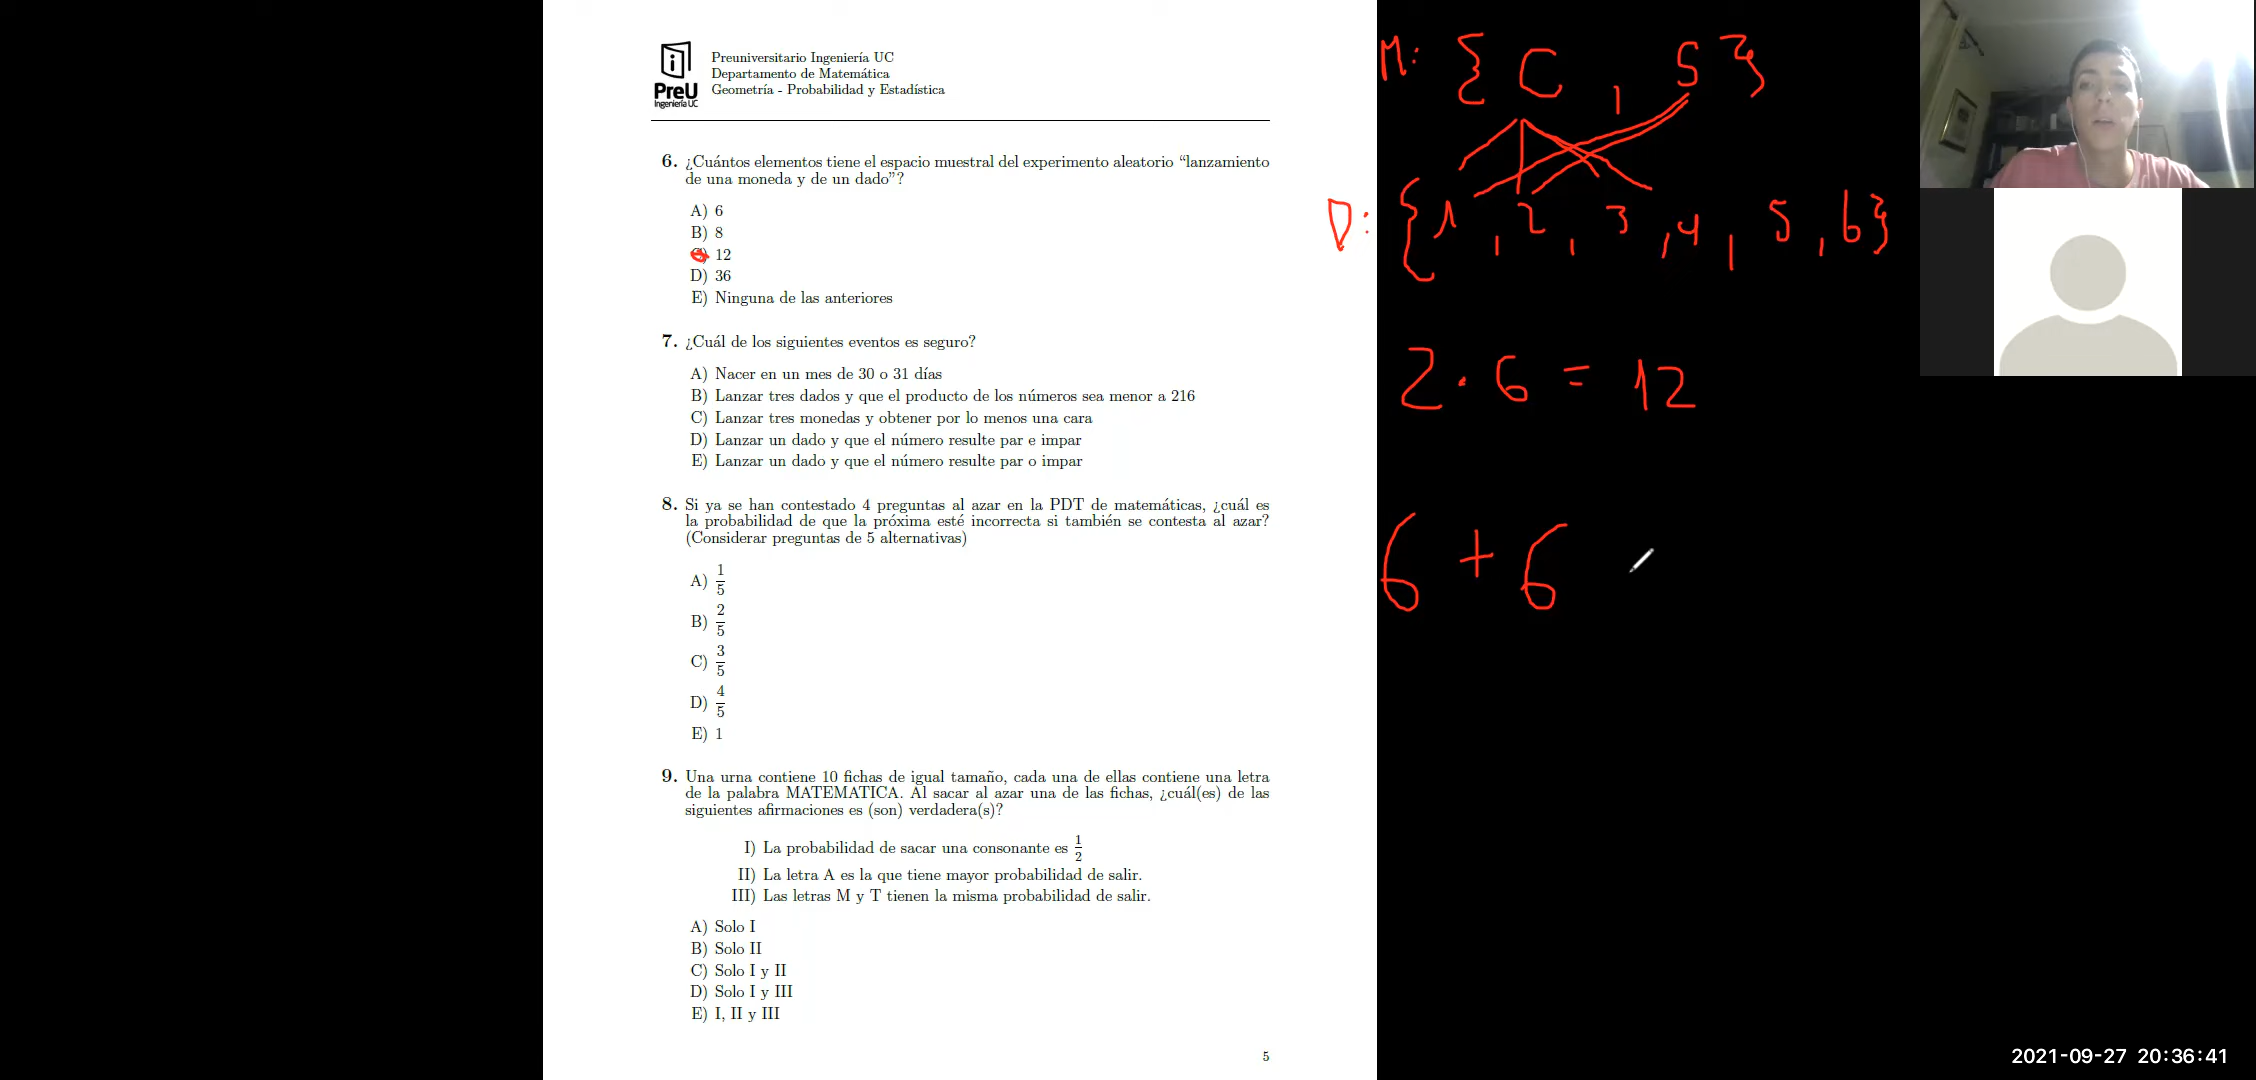 PreU
Ingeniería UC
Preuniversitario Ingeniería UC
Departamento de Matemática
Geometría - Probabilidad y Estadística
6. ¿Cuántos elementos tiene el espacio muestral del experimento aleatorio “lanzamiento
de una moneda y de un dado”?
A) 6
B) 8
12
D) 36
E) Ninguna de las anteriores
7. ¿Cuál de los siguientes eventos es seguro?
A) Nacer en un mes de 30 o 31 días
B) Lanzar tres dados y que el producto de los números sea menor a 216
C) Lanzar tres monedas y obtener por lo menos una cara
D) Lanzar un dado y que el número resulte par e impar
E) Lanzar un dado y que el número resulte par o impar
8. Si ya se han contestado 4 preguntas al azar en la PDT de matemáticas, ¿cuál es
la probabilidad de que la próxima esté incorrecta si también se contesta al azar?
(Considerar preguntas de 5 alternativas)
A) 1/5
B) 2/5
C) 3/5
D) 4/5
E) 1
9. Una urna contiene 10 fichas de igual tamaño, cada una de ellas contiene una letra
de la palabra MATEMATICA. Al sacar al azar una de las fichas, ¿cuál(es) de las
siguientes afirmaciones es (son) verdadera(s)?
I) La probabilidad de sacar una consonante es 1/2
II) La letra A es la que tiene mayor probabilidad de salir.
III) Las letras M y T tienen la misma probabilidad de salir.
A) Solo I
B) Solo II
C) Solo I y II
D) Solo I y III
E) I, II y III
5
M: {C, S}
D: {1, 2, 3, 4, 5, 6}
2 · 6 = 12
6 + 6
2021-09-27 20:36:41